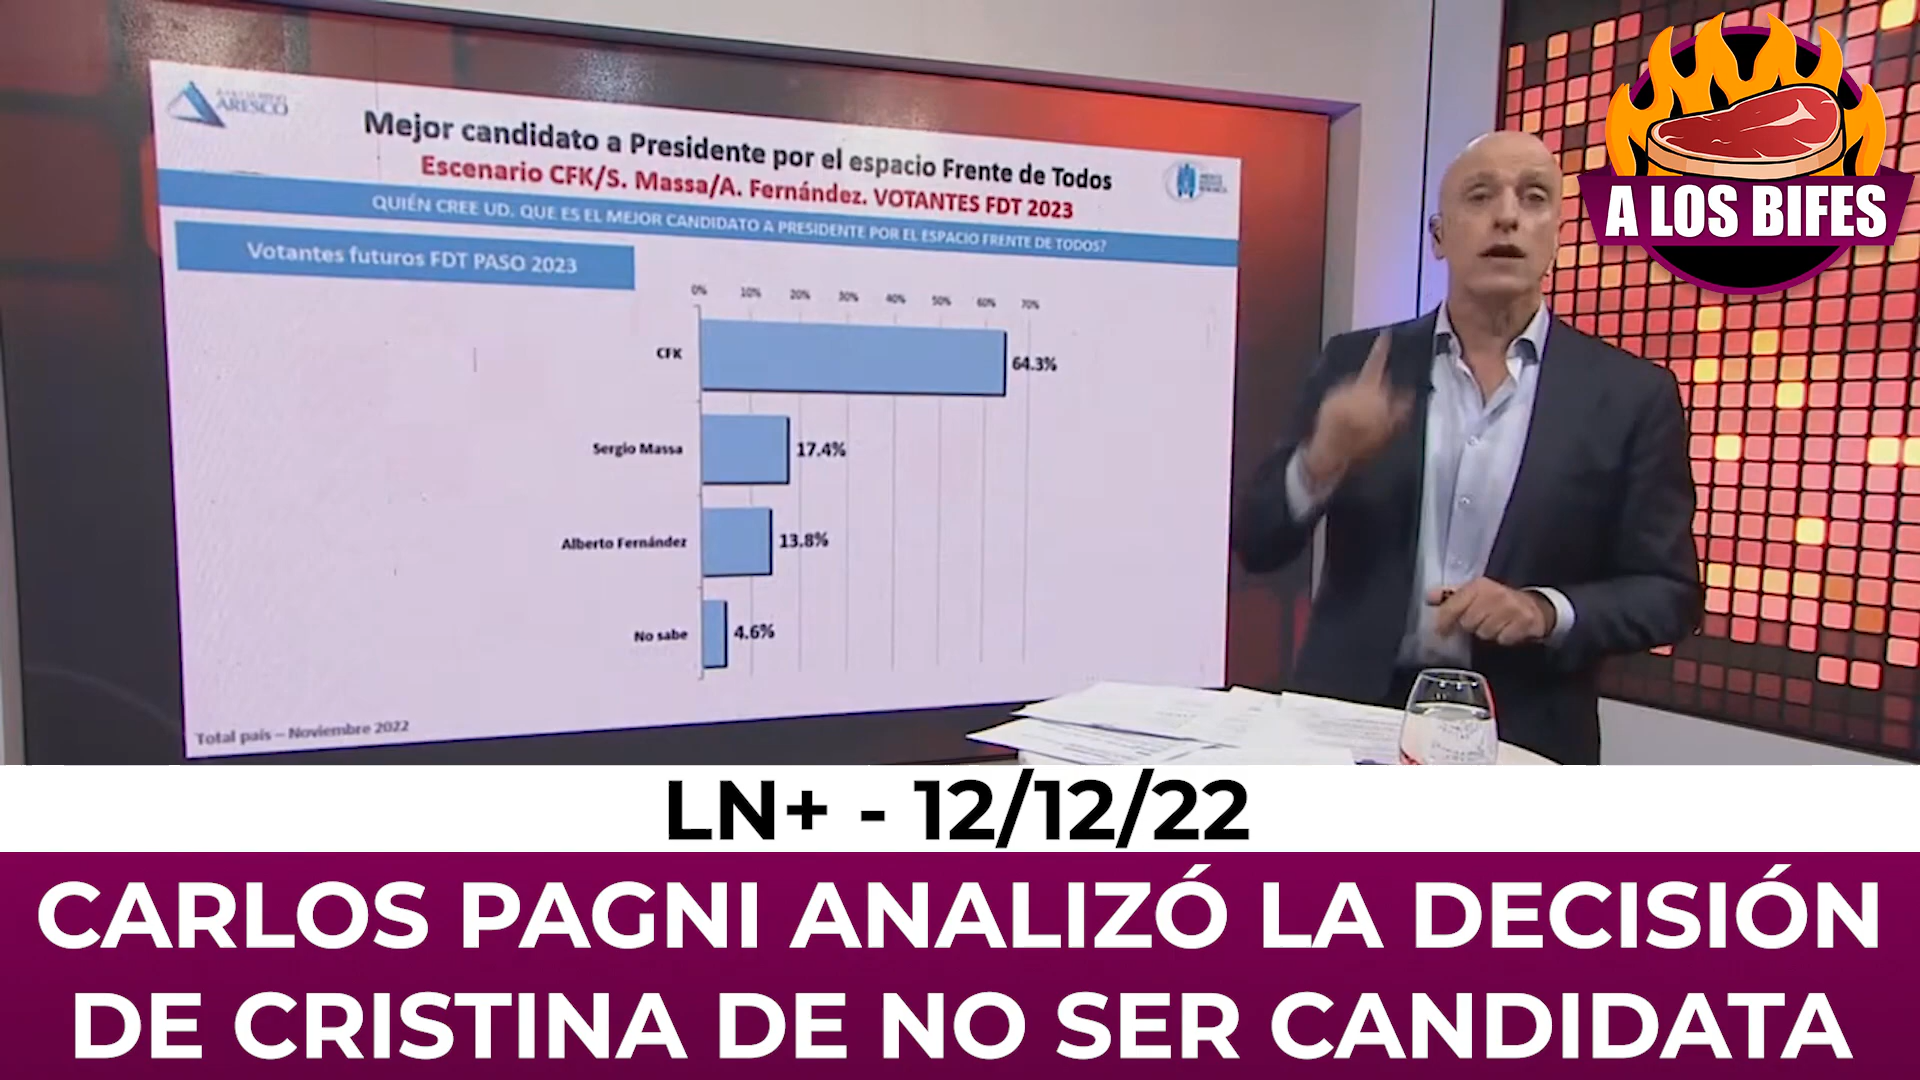 ARESCO
Mejor candidato a Presidente por el espacio Frente de Todos
Escenario CFK/S. Massa/A. Fernández. VOTANTES FDT 2023
QUIÉN CREE UD. QUE ES EL MEJOR CANDIDATO A PRESIDENTE POR EL ESPACIO FRENTE DE TODOS?
Votantes futuros FDT PASO 2023
0% 10% 20% 30% 40% 50% 60% 70%
CFK 64.3%
Sergio Massa 17.4%
Alberto Fernández 13.8%
No sabe 4.6%
Total país – Noviembre 2022
A LOS BIFES
LN+ - 12/12/22
CARLOS PAGNI ANALIZÓ LA DECISIÓN
DE CRISTINA DE NO SER CANDIDATA